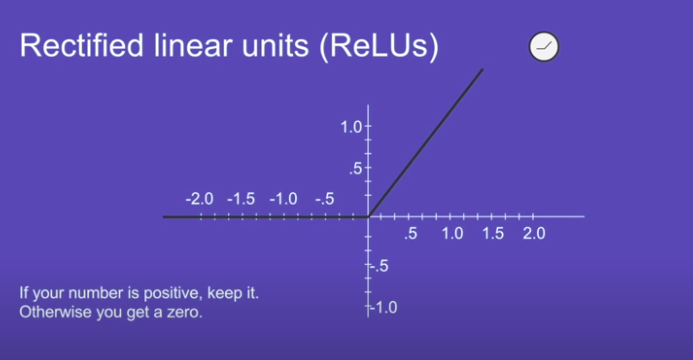 Rectified linear units (ReLUs)
1.0
.5
-2.0 -1.5 -1.0 -.5
.5 1.0 1.5 2.0
-.5
-1.0
If your number is positive, keep it.
Otherwise you get a zero.